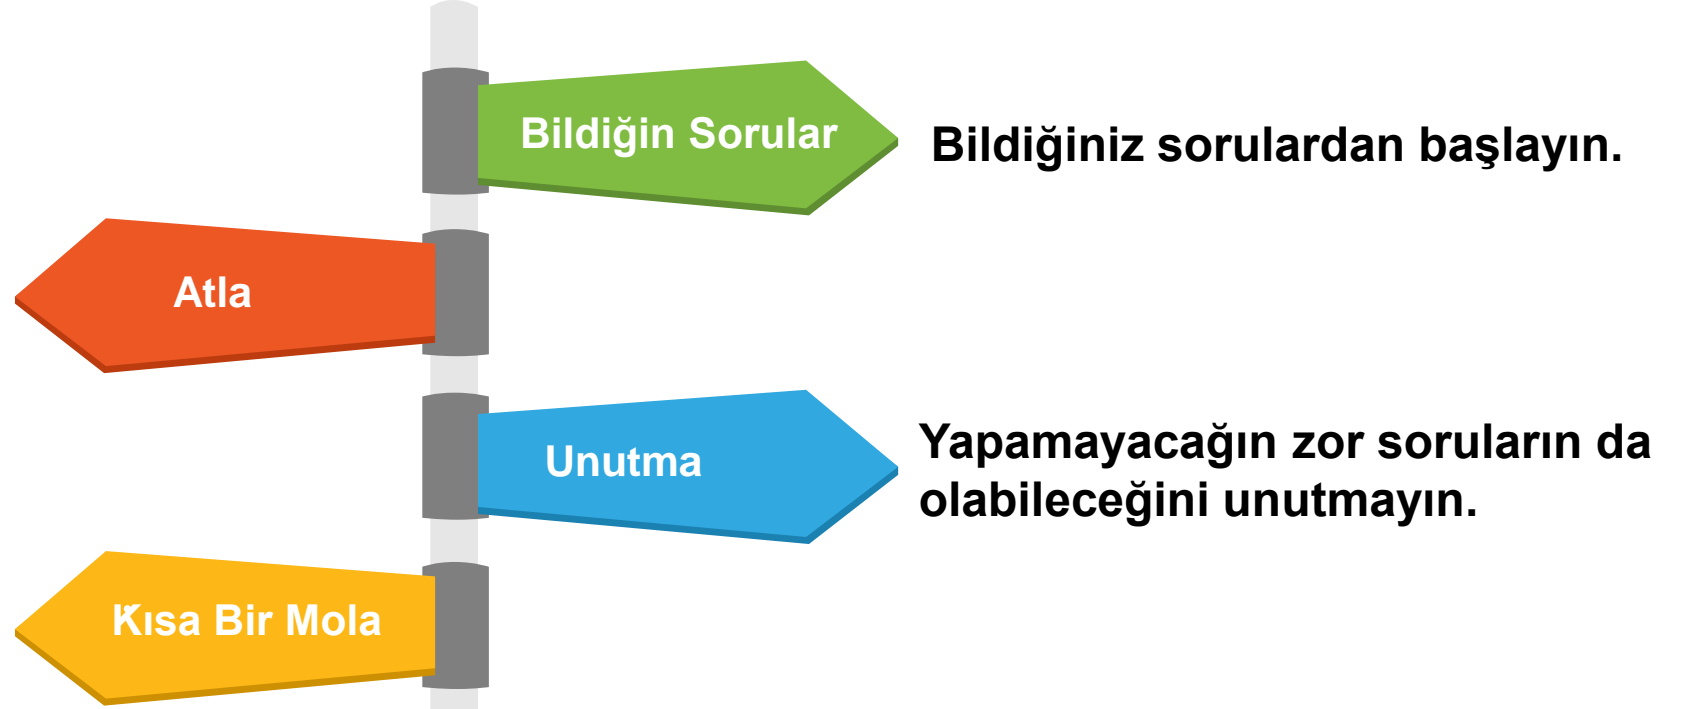 Bildiğin Sorular
Bildiğiniz sorulardan başlayın.
Atla
Unutma
Yapamayacağın zor soruların da
olabileceğini unutmayın.
Kısa Bir Mola